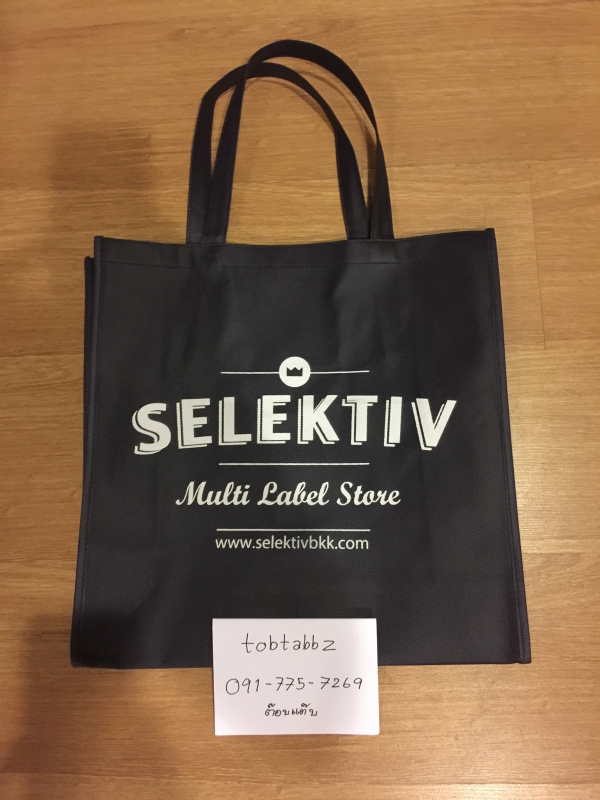 SELEKTIV
Multi Label Store
www.selektivbkk.com
tobtabbz
091-775-7269
ต๊อบแต๊บ